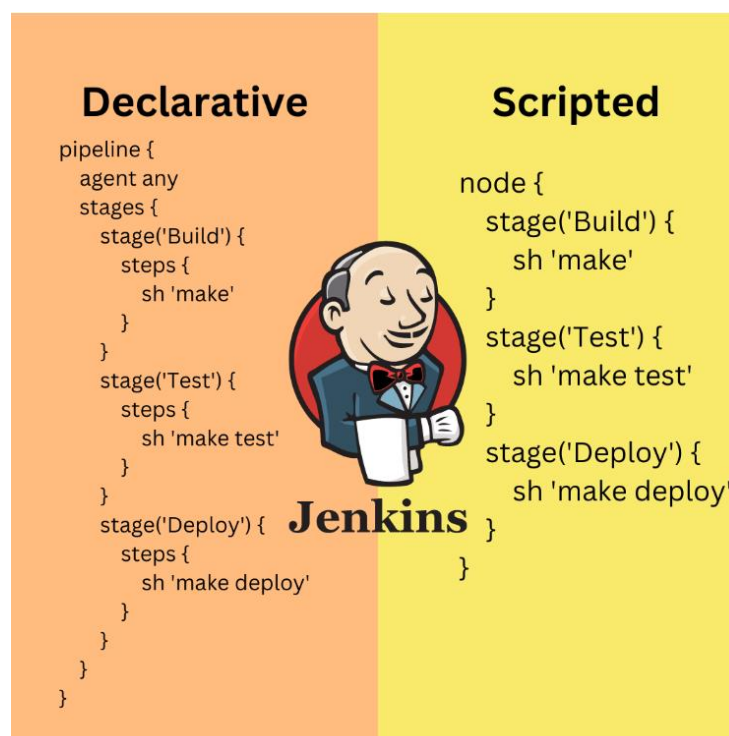 Declarative
pipeline {
agent any
stages {
stage('Build') {
steps {
sh 'make'
}
}
stage('Test') {
steps {
sh 'make test'
}
}
stage('Deploy') {
steps {
sh 'make deploy'
}
}
}
}
Jenkins
Scripted
node {
stage('Build') {
sh 'make'
}
stage('Test') {
sh 'make test'
}
stage('Deploy') {
sh 'make deploy'
}
}